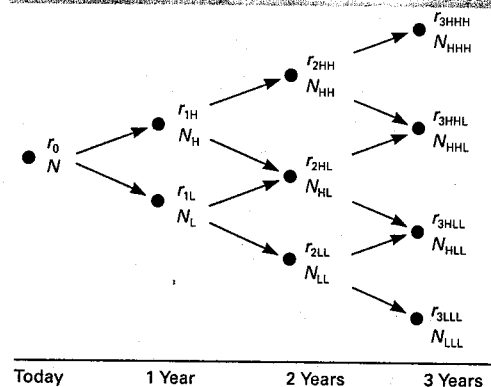 r3HHH
NHHH
r2HH
NHH
r1H
NH
r3HHL
NHHL
r0
N
r2HL
NHL
r1L
NL
r3HLL
NHLL
r2LL
NLL
r3LLL
NLLL
Today 1 Year 2 Years 3 Years